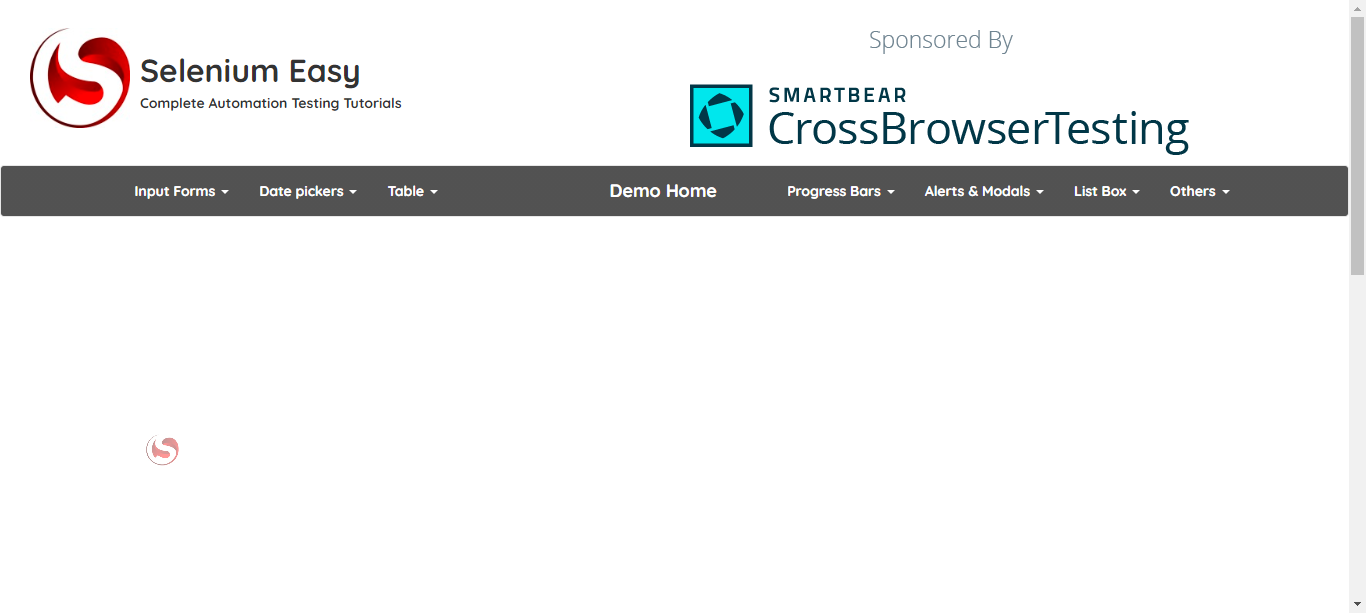 Selenium Easy
Complete Automation Testing Tutorials
Sponsored By
SMARTBEAR
CrossBrowserTesting
Input Forms Date pickers Table Demo Home Progress Bars Alerts & Modals List Box Others